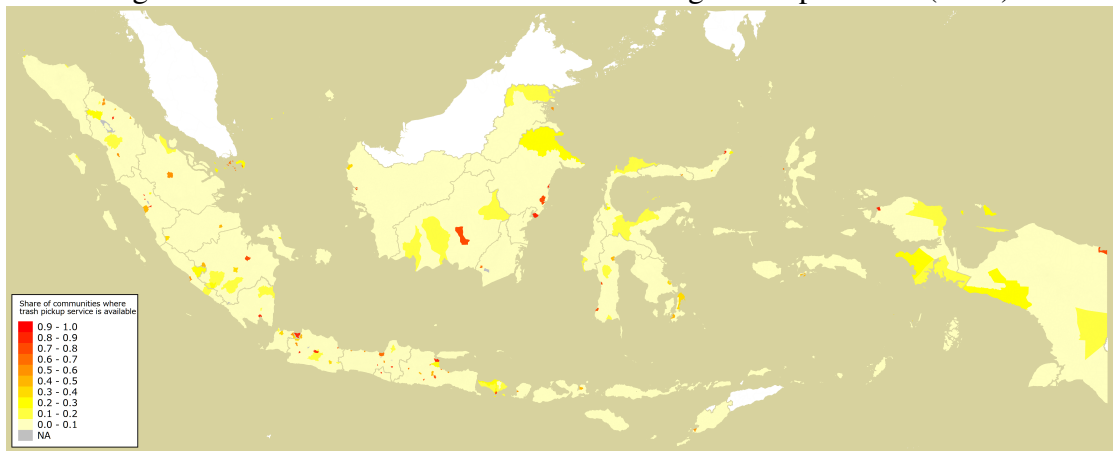 Share of communities where
trash pickup service is available
0.9 - 1.0
0.8 - 0.9
0.7 - 0.8
0.6 - 0.7
0.5 - 0.6
0.4 - 0.5
0.3 - 0.4
0.2 - 0.3
0.1 - 0.2
0.0 - 0.1
NA